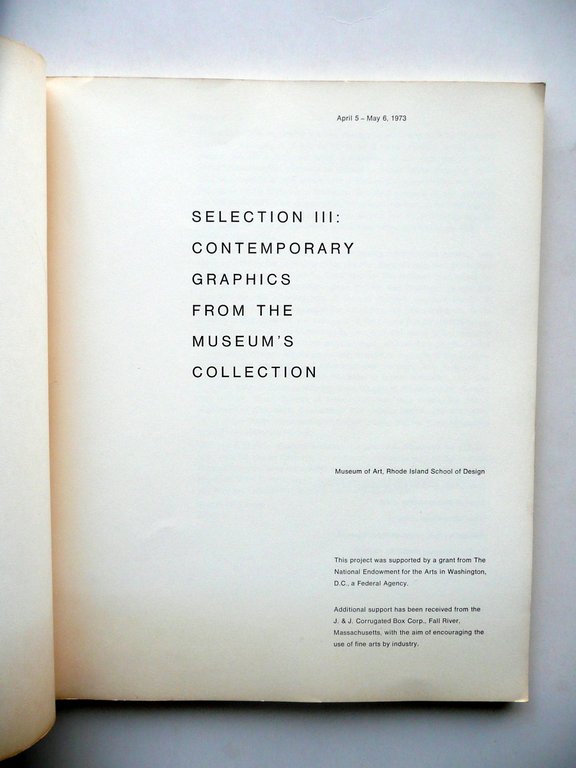 April 5 – May 6, 1973
SELECTION III:
CONTEMPORARY
GRAPHICS
FROM THE
MUSEUM'S
COLLECTION
Museum of Art, Rhode Island School of Design
This project was supported by a grant from The
National Endowment for the Arts in Washington,
D.C., a Federal Agency.
Additional support has been received from the
J. & J. Corrugated Box Corp., Fall River,
Massachusetts, with the aim of encouraging the
use of fine arts by industry.